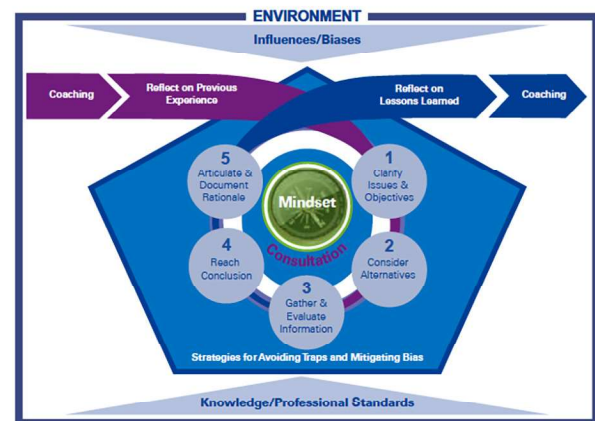 ENVIRONMENT
Influences/Biases
Coaching
Reflect on Previous
Experience
Reflect on
Lessons Learned
Coaching
5
Articulate &
Document
Rationale
1
Clarify
Issues &
Objectives
Mindset
Consultation
4
Reach
Conclusion
2
Consider
Alternatives
3
Gather &
Evaluate
Information
Strategies for Avoiding Traps and Mitigating Bias
Knowledge/Professional Standards